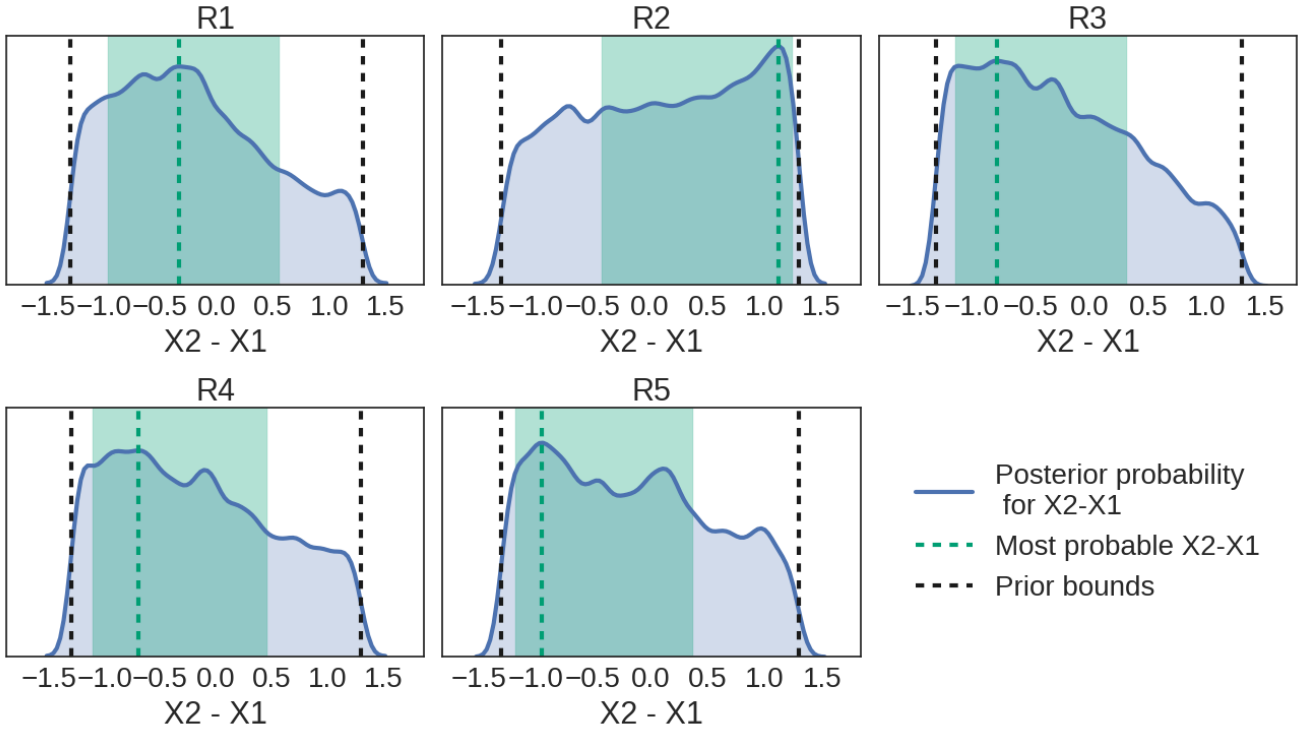 R1
R2
R3
−1.5 −1.0 −0.5 0.0 0.5 1.0 1.5
−1.5 −1.0 −0.5 0.0 0.5 1.0 1.5
−1.5 −1.0 −0.5 0.0 0.5 1.0 1.5
X2 - X1
X2 - X1
X2 - X1
R4
R5
Posterior probability
for X2-X1
Most probable X2-X1
Prior bounds
−1.5 −1.0 −0.5 0.0 0.5 1.0 1.5
−1.5 −1.0 −0.5 0.0 0.5 1.0 1.5
X2 - X1
X2 - X1